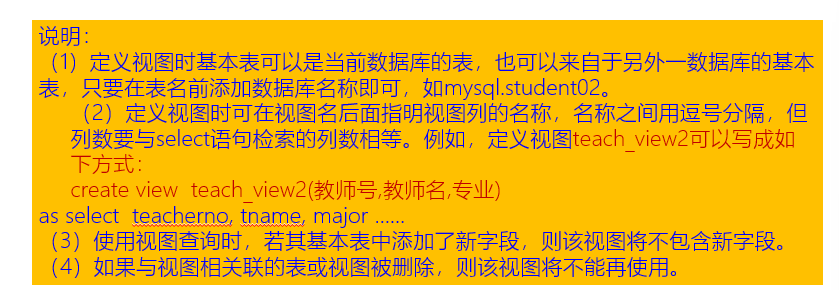 说明：
（1）定义视图时基本表可以是当前数据库的表，也可以来自于另外一数据库的基本
表，只要在表名前添加数据库名称即可，如mysql.student02。
（2）定义视图时可在视图名后面指明视图列的名称，名称之间用逗号分隔，但
列数要与select语句检索的列数相等。例如，定义视图teach_view2可以写成如
下方式：
create view  teach_view2(教师号,教师名,专业)
as select  teacherno, tname, major ……
（3）使用视图查询时，若其基本表中添加了新字段，则该视图将不包含新字段。
（4）如果与视图相关联的表或视图被删除，则该视图将不能再使用。